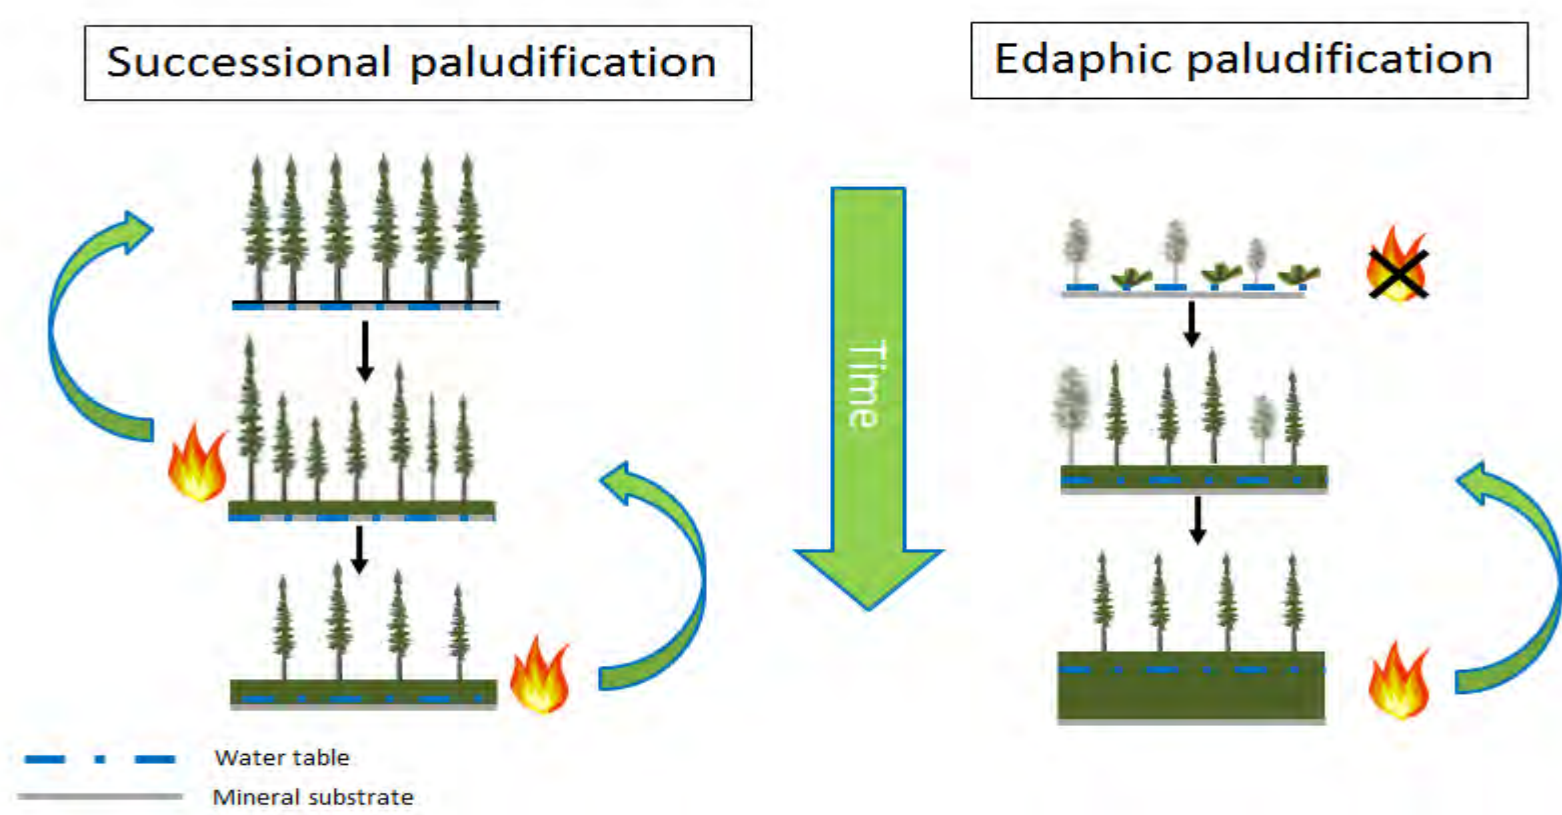 Successional paludification
Edaphic paludification
Time
Water table
Mineral substrate